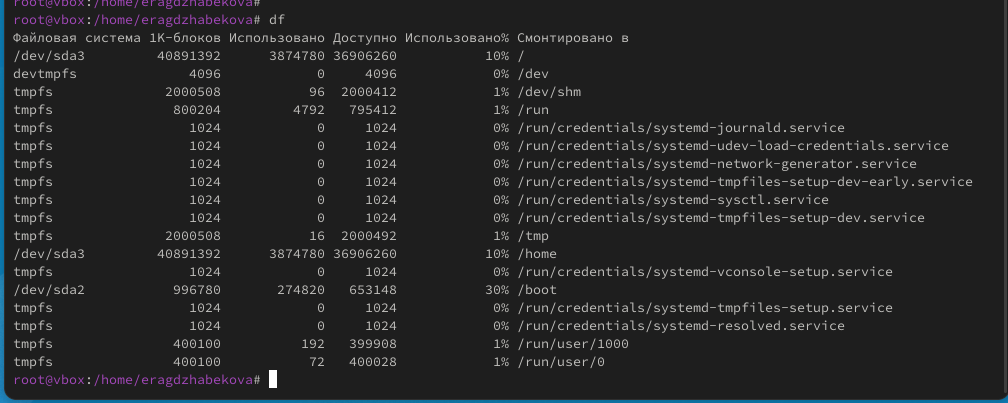 root@vbox:/home/eragdzhabekova#
root@vbox:/home/eragdzhabekova# df
Файловая система 1K-блоков Использовано Доступно Использовано% Смонтировано в
/dev/sda3         40891392      3874780 36906260           10% /
devtmpfs              4096            0     4096            0% /dev
tmpfs              2000508           96  2000412            1% /dev/shm
tmpfs               800204         4792   795412            1% /run
tmpfs                 1024            0     1024            0% /run/credentials/systemd-journald.service
tmpfs                 1024            0     1024            0% /run/credentials/systemd-udev-load-credentials.service
tmpfs                 1024            0     1024            0% /run/credentials/systemd-network-generator.service
tmpfs                 1024            0     1024            0% /run/credentials/systemd-tmpfiles-setup-dev-early.service
tmpfs                 1024            0     1024            0% /run/credentials/systemd-sysctl.service
tmpfs                 1024            0     1024            0% /run/credentials/systemd-tmpfiles-setup-dev.service
tmpfs              2000508           16  2000492            1% /tmp
/dev/sda3         40891392      3874780 36906260           10% /home
tmpfs                 1024            0     1024            0% /run/credentials/systemd-vconsole-setup.service
/dev/sda2           996780       274820   653148           30% /boot
tmpfs                 1024            0     1024            0% /run/credentials/systemd-tmpfiles-setup.service
tmpfs                 1024            0     1024            0% /run/credentials/systemd-resolved.service
tmpfs               400100          192   399908            1% /run/user/1000
tmpfs               400100           72   400028            1% /run/user/0
root@vbox:/home/eragdzhabekova#